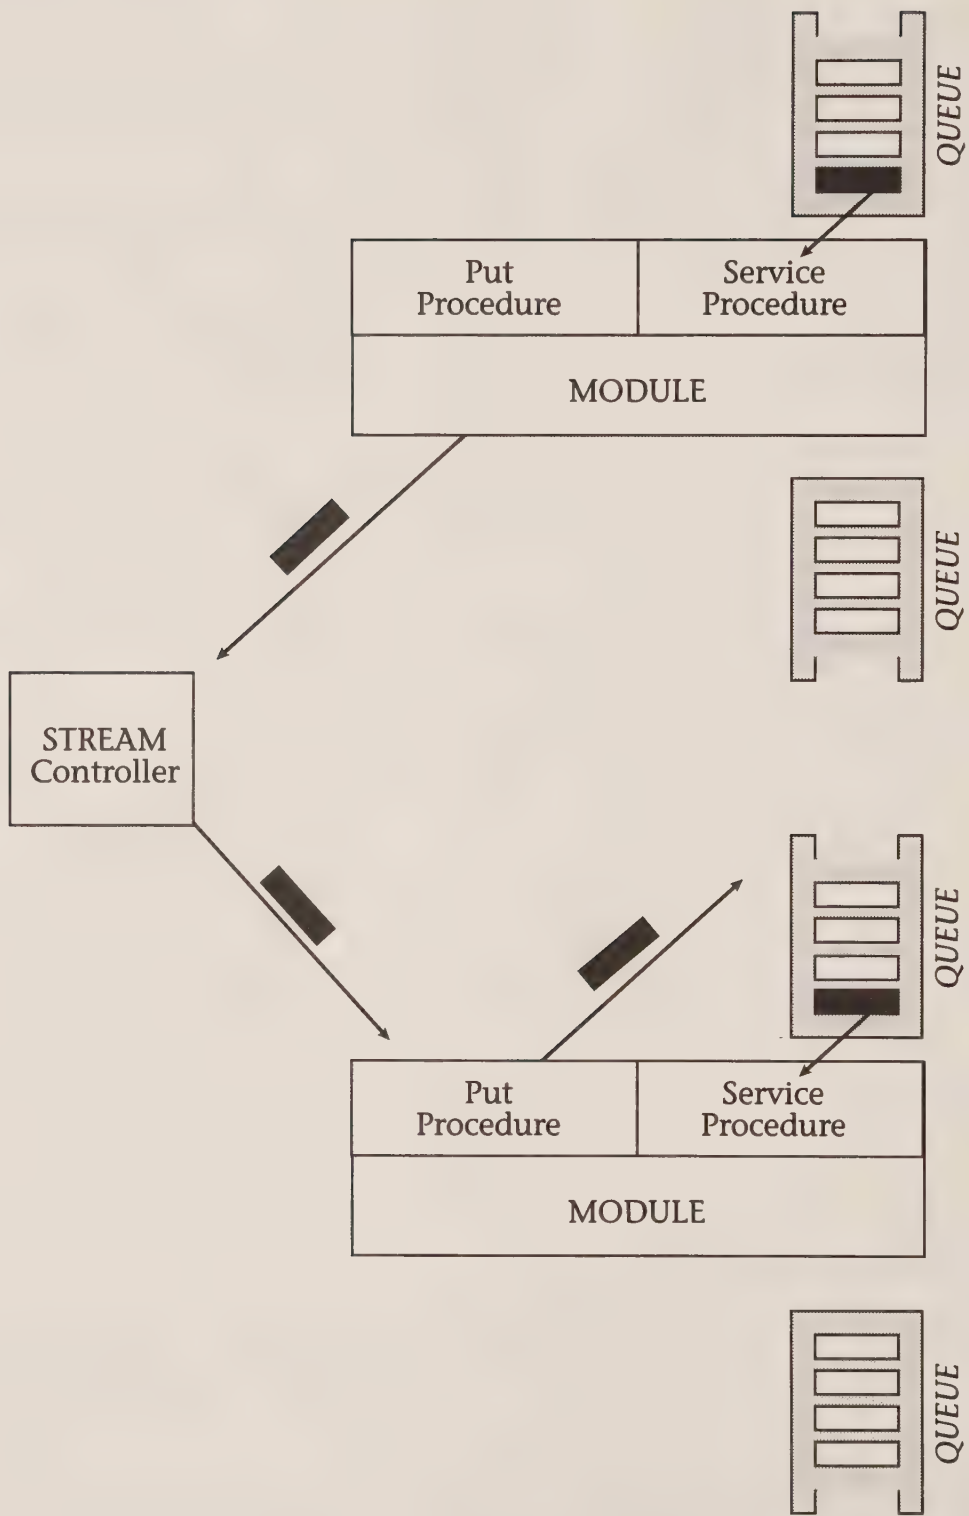 QUEUE
Put
Procedure
Service
Procedure
MODULE
QUEUE
STREAM
Controller
QUEUE
Put
Procedure
Service
Procedure
MODULE
QUEUE